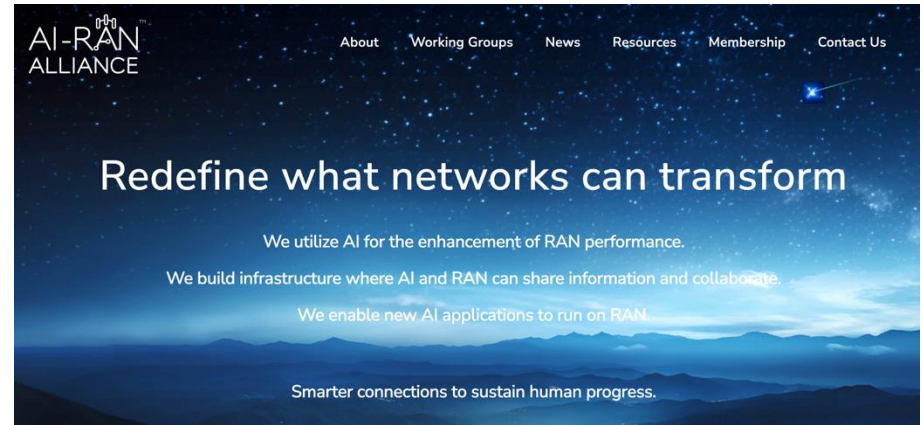 AI-RAN™
ALLIANCE
About Working Groups News Resources Membership Contact Us
Redefine what networks can transform
We utilize AI for the enhancement of RAN performance.
We build infrastructure where AI and RAN can share information and collaborate.
We enable new AI applications to run on RAN.
Smarter connections to sustain human progress.